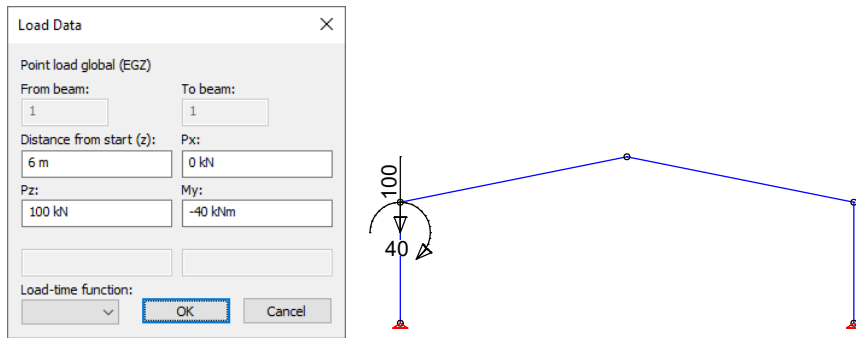 Load Data
Point load global (EGZ)
From beam: To beam:
1 1
Distance from start (z): Px:
6 m 0 kN
Pz: My:
100 kN -40 kNm
Load-time function:
OK Cancel
100
40